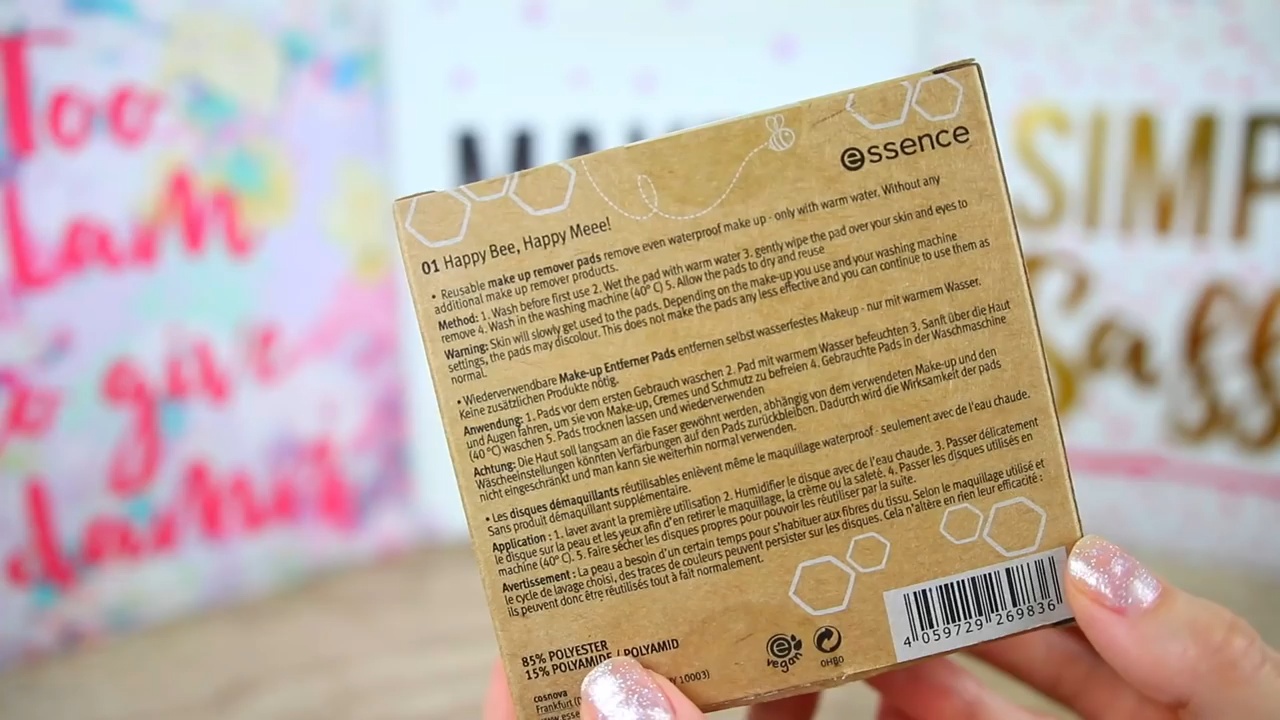 Too
Glam
to give
damn
MAK
SIMP
Saff
essence
01 Happy Bee, Happy Meee!
• Reusable make up remover pads remove even waterproof make up - only with warm water. Without any
additional make up remover products.
Method: 1. Wash before first use 2. Wet the pad with warm water 3. gently wipe the pad over your skin and eyes to
remove 4. Wash in the washing machine (40° C) 5. Allow the pads to dry and reuse
Warning: Skin will slowly get used to the pads. Depending on the make-up you use and your washing machine
settings, the pads may discolour. This does not make the pads any less effective and you can continue to use them as
normal.
• Wiederverwendbare Make-up Entferner Pads entfernen selbst wasserfestes Makeup - nur mit warmem Wasser.
Keine zusätzlichen Produkte nötig.
Anwendung: 1. Pads vor dem ersten Gebrauch waschen 2. Pad mit warmem Wasser befeuchten 3. Sanft über die Haut
und Augen fahren, um sie von Make-up, Cremes und Schmutz zu befreien 4. Gebrauchte Pads in der Waschmaschine
(40 °C) waschen 5. Pads trocknen lassen und wiederverwenden
Achtung: Die Haut soll langsam an die Faser gewöhnt werden, abhängig von dem verwendeten Make-up und den
Wäscheeinstellungen könnten Verfärbungen auf den Pads zurückbleiben. Dadurch wird die Wirksamkeit der pads
nicht eingeschränkt und man kann sie weiterhin normal verwenden.
• Les disques démaquillants réutilisables enlèvent même le maquillage waterproof - seulement avec de l'eau chaude.
Sans produit démaquillant supplémentaire.
Application : 1. laver avant la première utilisation 2. Humidifier le disque avec de l'eau chaude. 3. Passer délicatement
le disque sur la peau et les yeux afin d'en retirer le maquillage, la crème ou la saleté. 4. Passer les disques utilisés en
machine (40° C). 5. Faire sécher les disques propres pour pouvoir les réutiliser par la suite.
Avertissement : La peau a besoin d'un certain temps pour s'habituer aux fibres du tissu. Selon le maquillage utilisé et
le cycle de lavage choisi, des traces de couleurs peuvent persister sur les disques. Cela n'altère en rien leur efficacité :
ils peuvent donc être réutilisés tout à fait normalement.
85% POLYESTER
15% POLYAMIDE / POLYAMID
cosnova
Frankfurt
10003)
www.esse
e vegan
0HB0
4 059729 269836